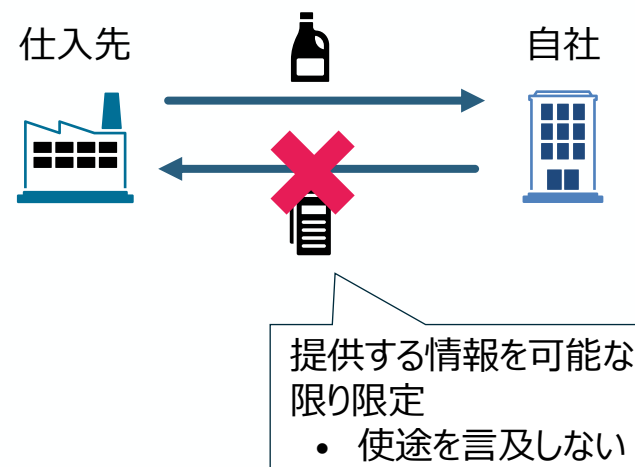 仕入先
自社
提供する情報を可能な
限り限定
• 使途を言及しない